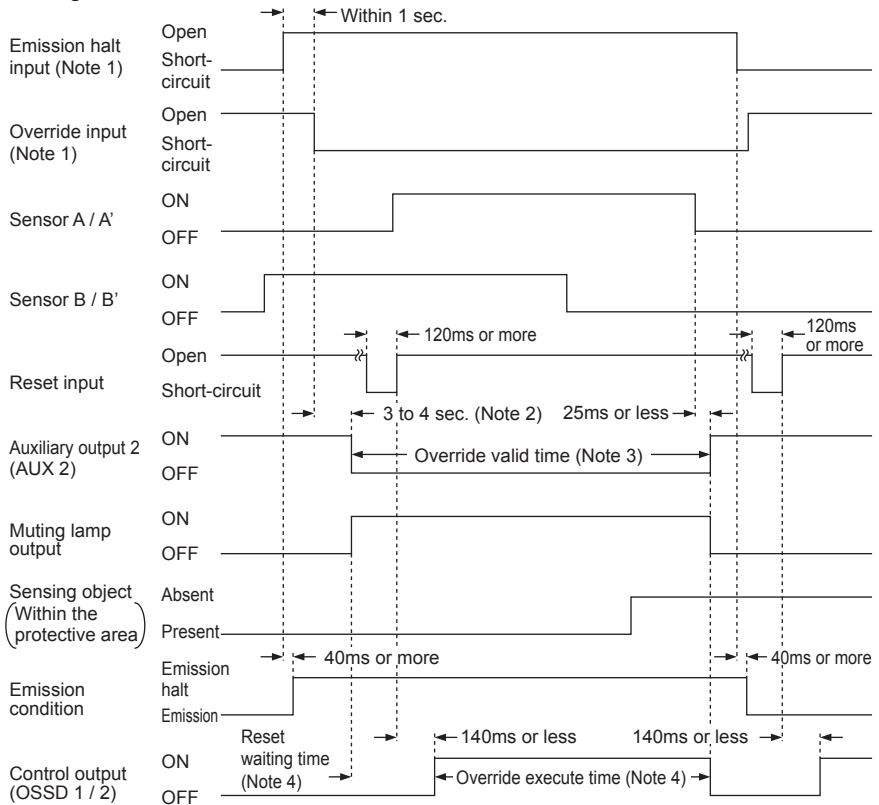 Within 1 sec.
Emission halt
input (Note 1)
Open
Short-
circuit
Override input
(Note 1)
Open
Short-
circuit
Sensor A / A’
ON
OFF
Sensor B / B’
ON
OFF
120ms or more
120ms
or more
Reset input
Open
Short-circuit
3 to 4 sec. (Note 2)
25ms or less
Auxiliary output 2
(AUX 2)
ON
OFF
Override valid time (Note 3)
Muting lamp
output
ON
OFF
Sensing object
(Within the
protective area)
Absent
Present
40ms or more
40ms or more
Emission
condition
Emission
halt
Emission
Reset
waiting time
(Note 4)
140ms or less
140ms or less
Control output
(OSSD 1 / 2)
ON
OFF
Override execute time (Note 4)